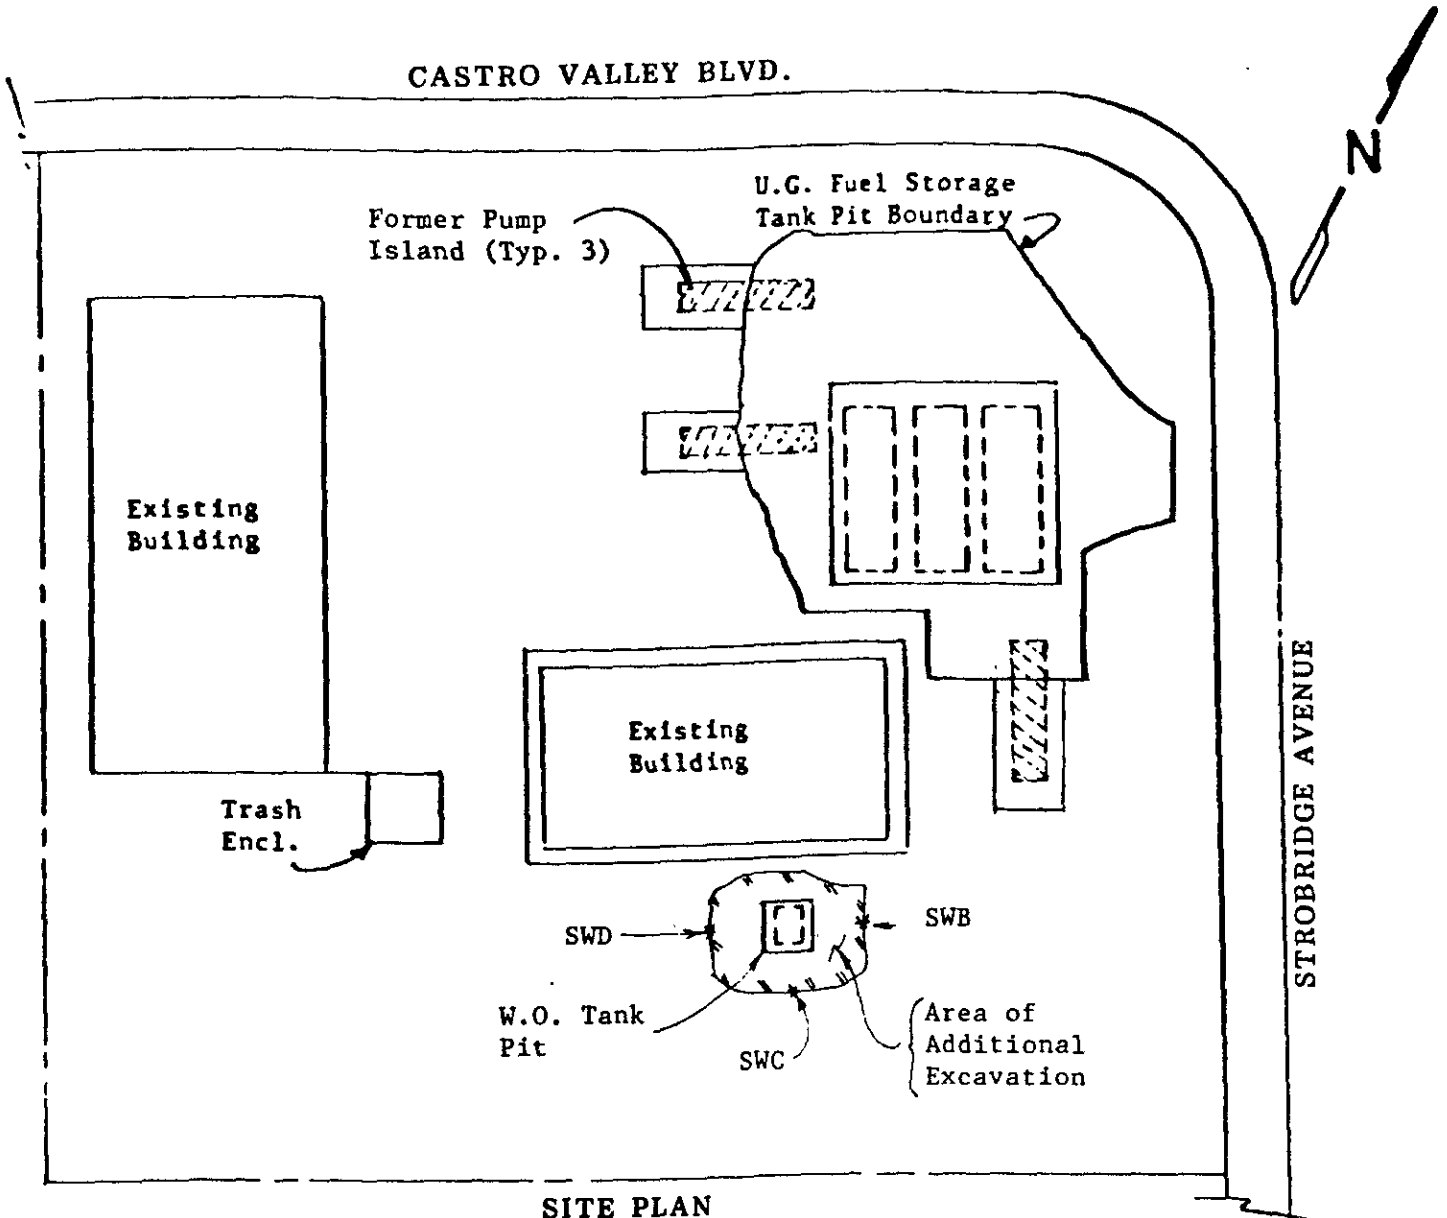 CASTRO VALLEY BLVD.
N
U.G. Fuel Storage
Tank Pit Boundary
Former Pump
Island (Typ. 3)
Existing
Building
Existing
Building
Trash
Encl.
STROBRIDGE AVENUE
SWD
SWB
W.O. Tank
Pit
SWC
Area of
Additional
Excavation
SITE PLAN